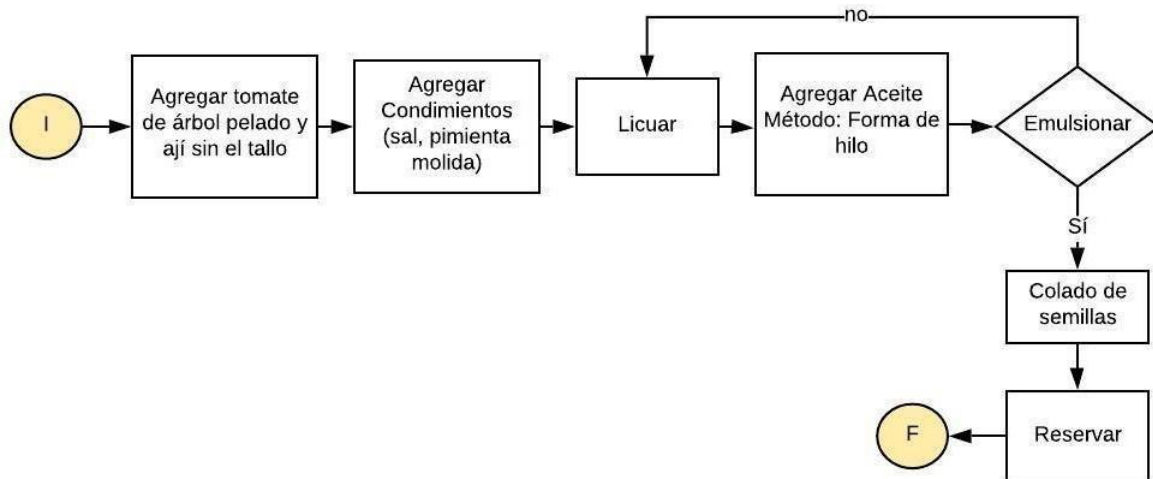 no
I
Agregar tomate
de árbol pelado y
ají sin el tallo
Agregar
Condimientos
(sal, pimienta
molida)
Licuar
Agregar Aceite
Método: Forma de
hilo
Emulsionar
Sí
Colado de
semillas
Reservar
F